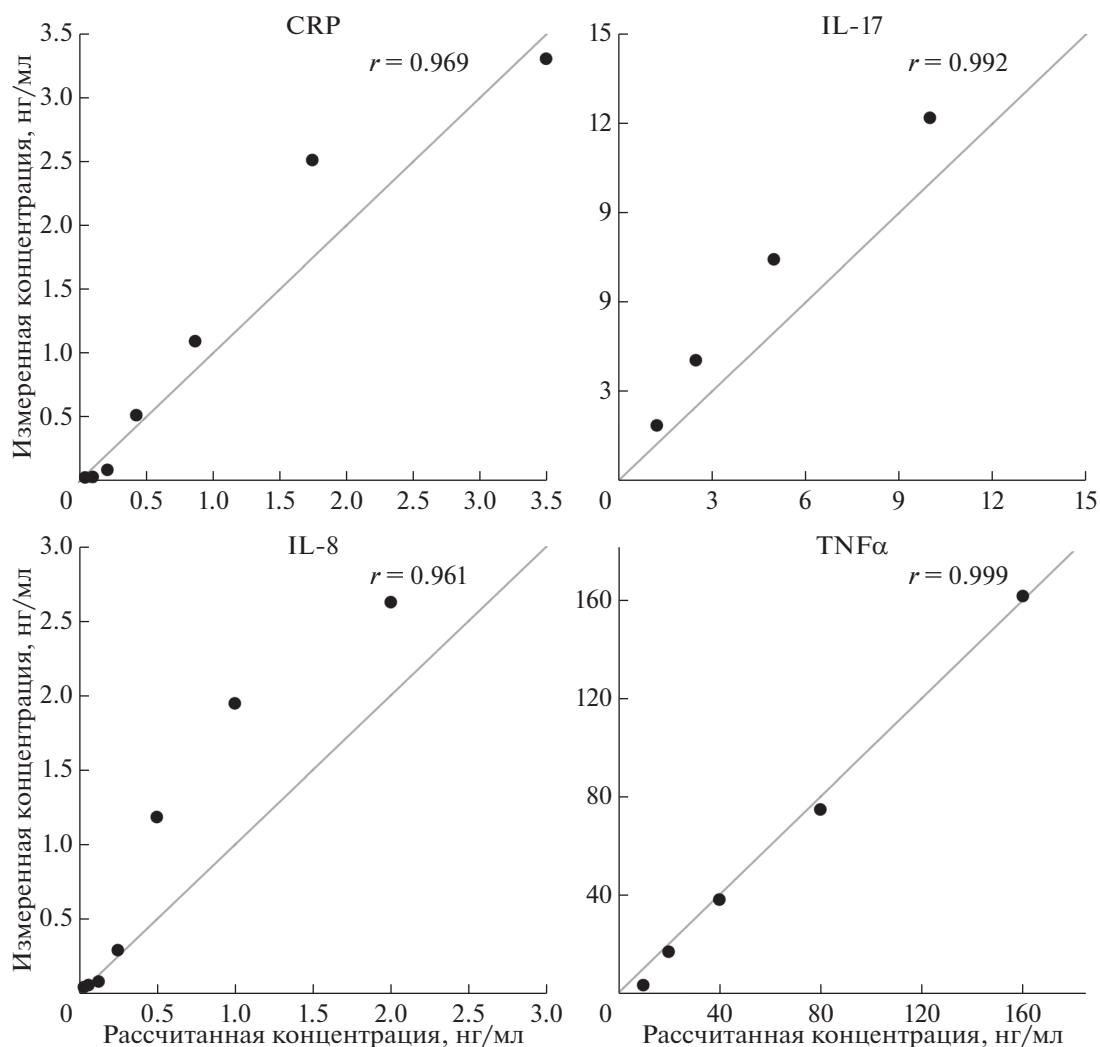 CRP
r = 0.969
Измеренная концентрация, нг/мл
3.5
3.0
2.5
2.0
1.5
1.0
0.5
0 0.5 1.0 1.5 2.0 2.5 3.0 3.5
IL-17
r = 0.992
15
12
9
9
3
0 3 6 9 12 15
IL-8
r = 0.961
Измеренная концентрация, нг/мл
3.0
2.5
2.0
1.5
1.0
0.5
0 0.5 1.0 1.5 2.0 2.5 3.0
Рассчитанная концентрация, нг/мл
TNFα
r = 0.999
160
120
80
40
0 40 80 120 160
Рассчитанная концентрация, нг/мл